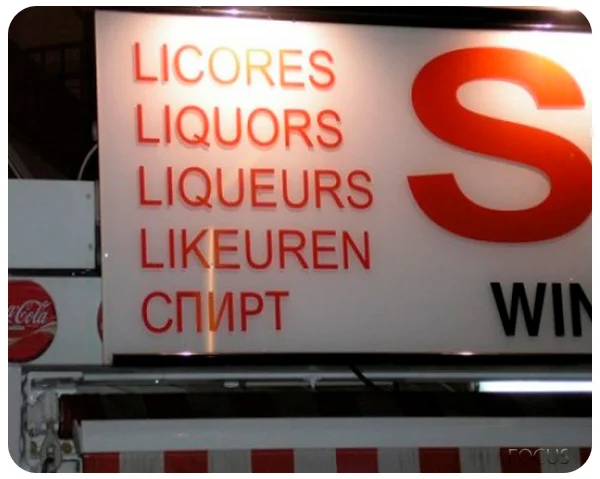 LICORES
LIQUORS
LIQUEURS
LIKEUREN
СПИРТ
S
WIN
Coca-Cola
FOCUS